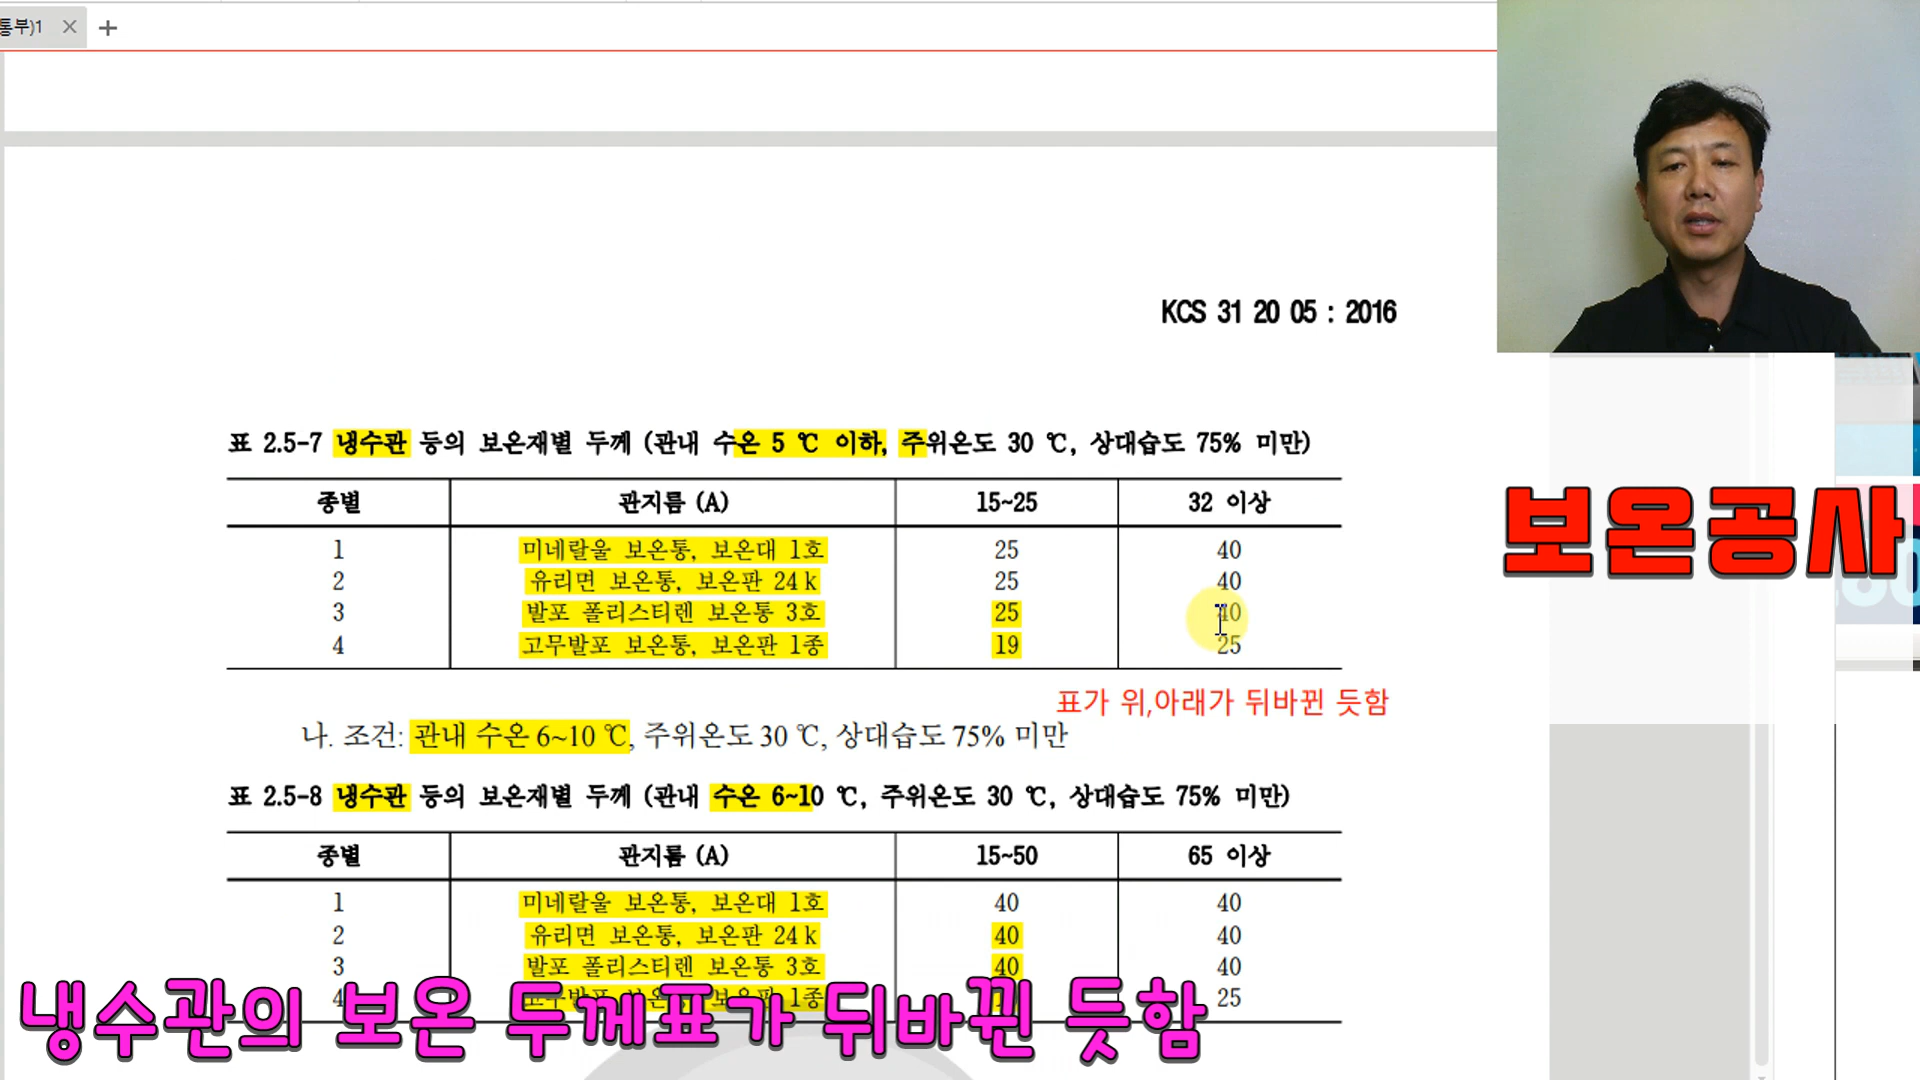 통부)1
KCS 31 20 05 : 2016
표 2.5-7 냉수관 등의 보온재별 두께 (관내 수온 5 ℃ 이하, 주위온도 30 ℃, 상대습도 75% 미만)
종별 관지름 (A) 15~25 32 이상
1 미네랄울 보온통, 보온대 1호 25 40
2 유리면 보온통, 보온판 24 k 25 40
3 발포 폴리스티렌 보온통 3호 25 40
4 고무발포 보온통, 보온판 1종 19 25
보온공사
표가 위,아래가 뒤바뀐 듯함
나. 조건: 관내 수온 6~10 ℃, 주위온도 30 ℃, 상대습도 75% 미만
표 2.5-8 냉수관 등의 보온재별 두께 (관내 수온 6~10 ℃, 주위온도 30 ℃, 상대습도 75% 미만)
종별 관지름 (A) 15~50 65 이상
1 미네랄울 보온통, 보온대 1호 40 40
2 유리면 보온통, 보온판 24 k 40 40
3 발포 폴리스티렌 보온통 3호 40 40
4 1종 25
냉수관의 보온 두께표가 뒤바뀐 듯함